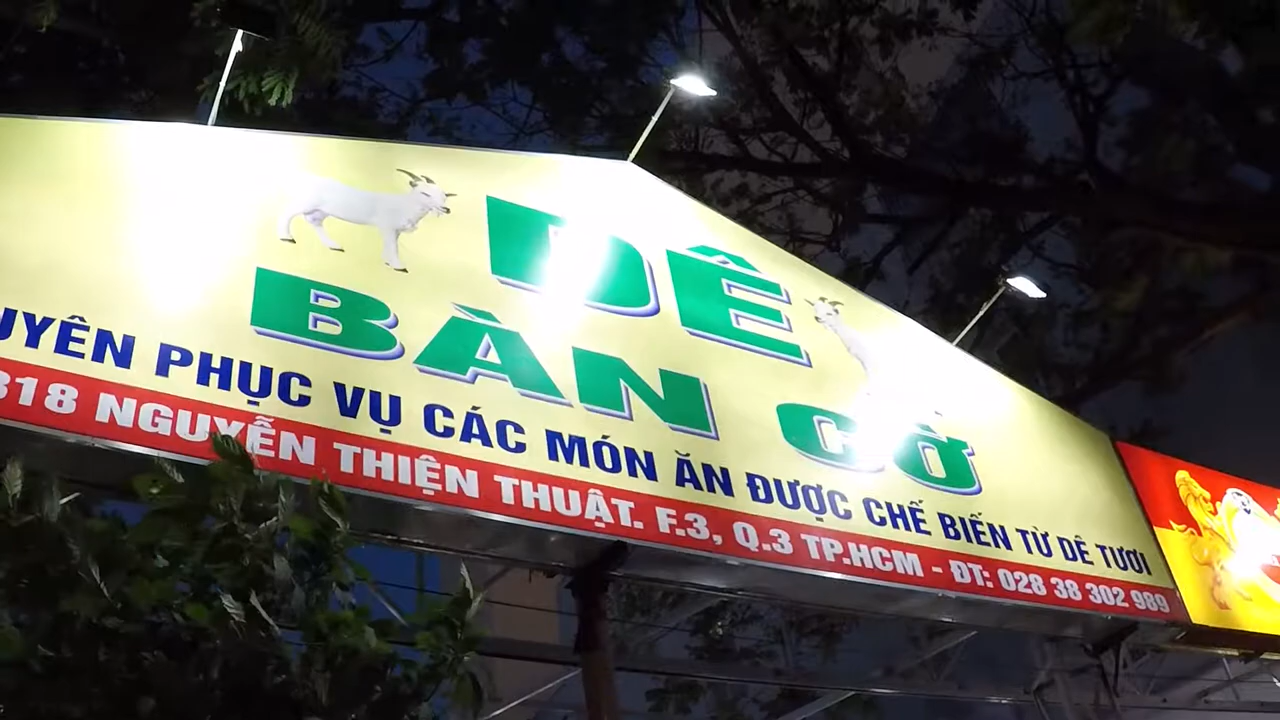 DÊ
BÀN CỜ
UYÊN PHỤC VỤ CÁC MÓN ĂN ĐƯỢC CHẾ BIẾN TỪ DÊ TƯƠI
318 NGUYỄN THIỆN THUẬT. F.3, Q.3 TP.HCM - ĐT: 028 38 302 989